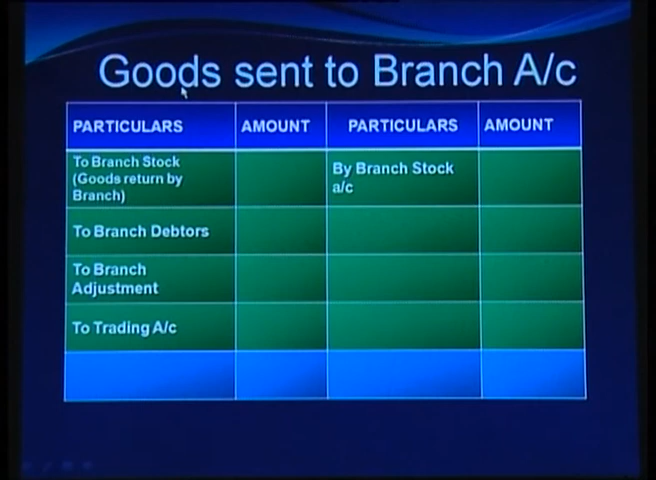 Goods sent to Branch A/c
PARTICULARS AMOUNT PARTICULARS AMOUNT
To Branch Stock
(Goods return by
Branch)
By Branch Stock
a/c
To Branch Debtors
To Branch
Adjustment
To Trading A/c